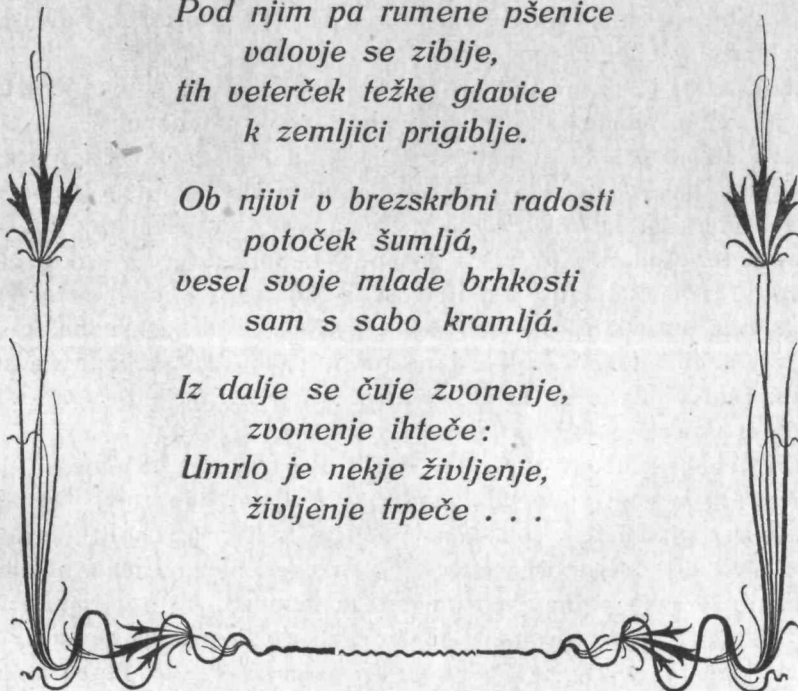 Pod njim pa rumene pšenice
valovje se ziblje,
tih veterček težke glavice
k zemljici prigiblje.
Ob njivi v brezskrbni radosti
potoček šumljá,
vesel svoje mlade brhkosti
sam s sabo kramljá.
Iz dalje se čuje zvonenje,
zvonenje ihteče:
Umrlo je nekje življenje,
življenje trpeče . . .